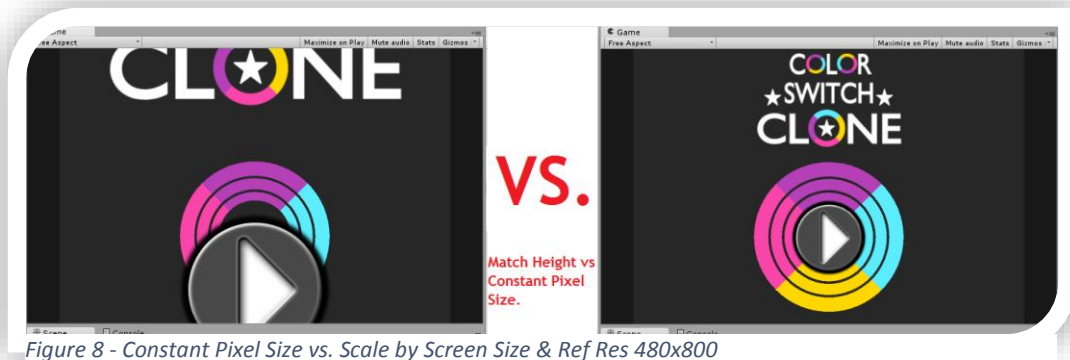 Game
Free Aspect
Maximize on Play Mute audio Stats Gizmos
CLONE
Scene
Console
VS.
Match Height vs
Constant Pixel
Size.
Game
Free Aspect
Maximize on Play Mute audio Stats Gizmos
COLOR
SWITCH
CLONE
Scene
Console
Figure 8 - Constant Pixel Size vs. Scale by Screen Size & Ref Res 480x800